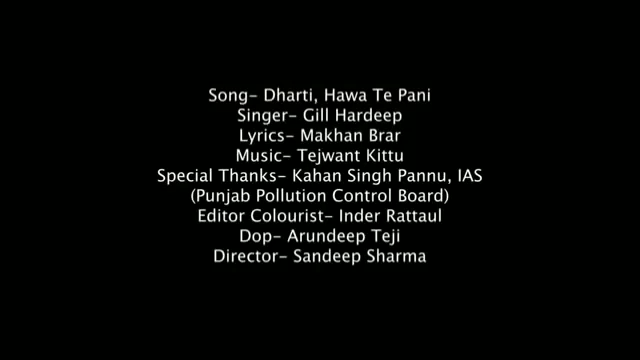 Song- Dharti, Hawa Te Pani
Singer- Gill Hardeep
Lyrics- Makhan Brar
Music- Tejwant Kittu
Special Thanks- Kahan Singh Pannu, IAS
(Punjab Pollution Control Board)
Editor Colourist- Inder Rattaul
Dop- Arundeep Teji
Director- Sandeep Sharma